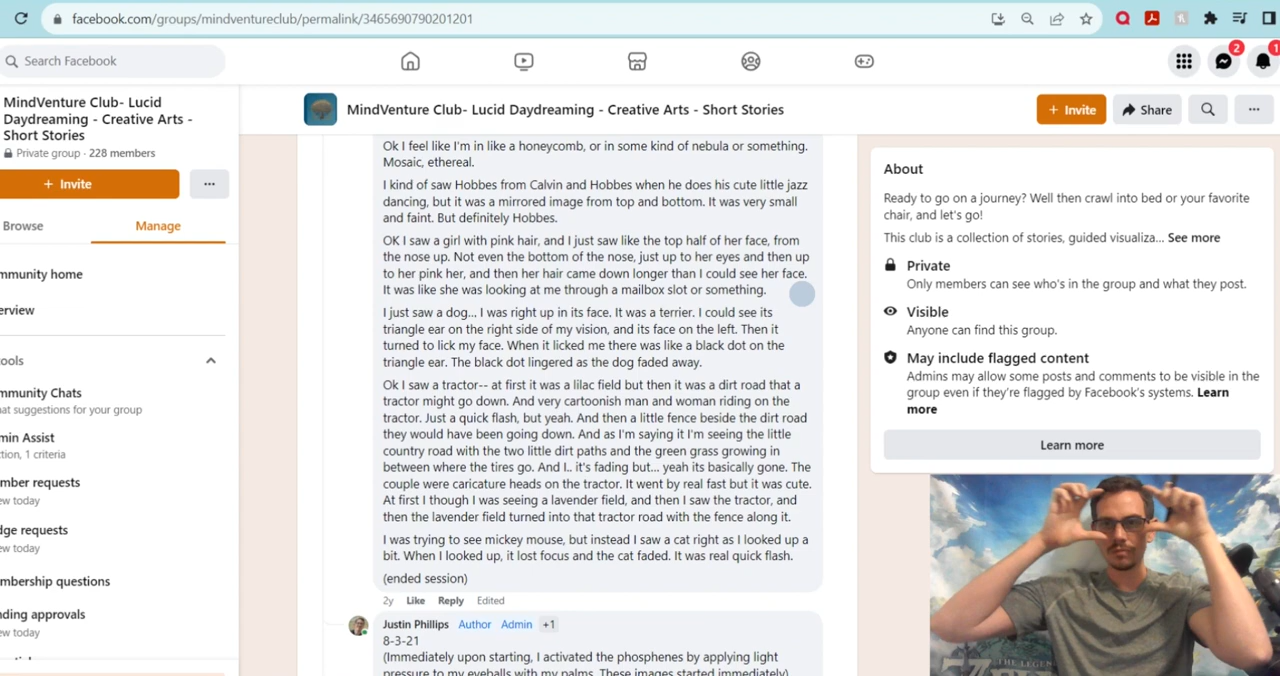 facebook.com/groups/mindventureclub/permalink/3465690790201201
Search Facebook
2
1
MindVenture Club- Lucid
Daydreaming - Creative Arts -
Short Stories
Private group · 228 members
+ Invite
Browse
Manage
mmunity home
erview
ools
mmunity Chats
at suggestions for your group
min Assist
ction, 1 criteria
mber requests
ew today
dge requests
ew today
mbership questions
nding approvals
ew today
MindVenture Club- Lucid Daydreaming - Creative Arts - Short Stories
+ Invite
Share
Ok I feel like I'm in like a honeycomb, or in some kind of nebula or something.
Mosaic, ethereal.
I kind of saw Hobbes from Calvin and Hobbes when he does his cute little jazz
dancing, but it was a mirrored image from top and bottom. It was very small
and faint. But definitely Hobbes.
OK I saw a girl with pink hair, and I just saw like the top half of her face, from
the nose up. Not even the bottom of the nose, just up to her eyes and then up
to her pink her, and then her hair came down longer than I could see her face.
It was like she was looking at me through a mailbox slot or something.
I just saw a dog... I was right up in its face. It was a terrier. I could see its
triangle ear on the right side of my vision, and its face on the left. Then it
turned to lick my face. When it licked me there was like a black dot on the
triangle ear. The black dot lingered as the dog faded away.
Ok I saw a tractor-- at first it was a lilac field but then it was a dirt road that a
tractor might go down. And very cartoonish man and woman riding on the
tractor. Just a quick flash, but yeah. And then a little fence beside the dirt road
they would have been going down. And as I'm saying it I'm seeing the little
country road with the two little dirt paths and the green grass growing in
between where the tires go. And I.. it's fading but... yeah its basically gone. The
couple were caricature heads on the tractor. It went by real fast but it was cute.
At first I though I was seeing a lavender field, and then I saw the tractor, and
then the lavender field turned into that tractor road with the fence along it.
I was trying to see mickey mouse, but instead I saw a cat right as I looked up a
bit. When I looked up, it lost focus and the cat faded. It was real quick flash.
(ended session)
2y Like Reply Edited
Justin Phillips Author Admin +1
8-3-21
(Immediately upon starting, I activated the phosphenes by applying light
pressure to my eyeballs with my palms. These images started immediately)
About
Ready to go on a journey? Well then crawl into bed or your favorite
chair, and let's go!
This club is a collection of stories, guided visualiza... See more
Private
Only members can see who's in the group and what they post.
Visible
Anyone can find this group.
May include flagged content
Admins may allow some posts and comments to be visible in the
group even if they're flagged by Facebook's systems. Learn
more
Learn more
THE LEGEN